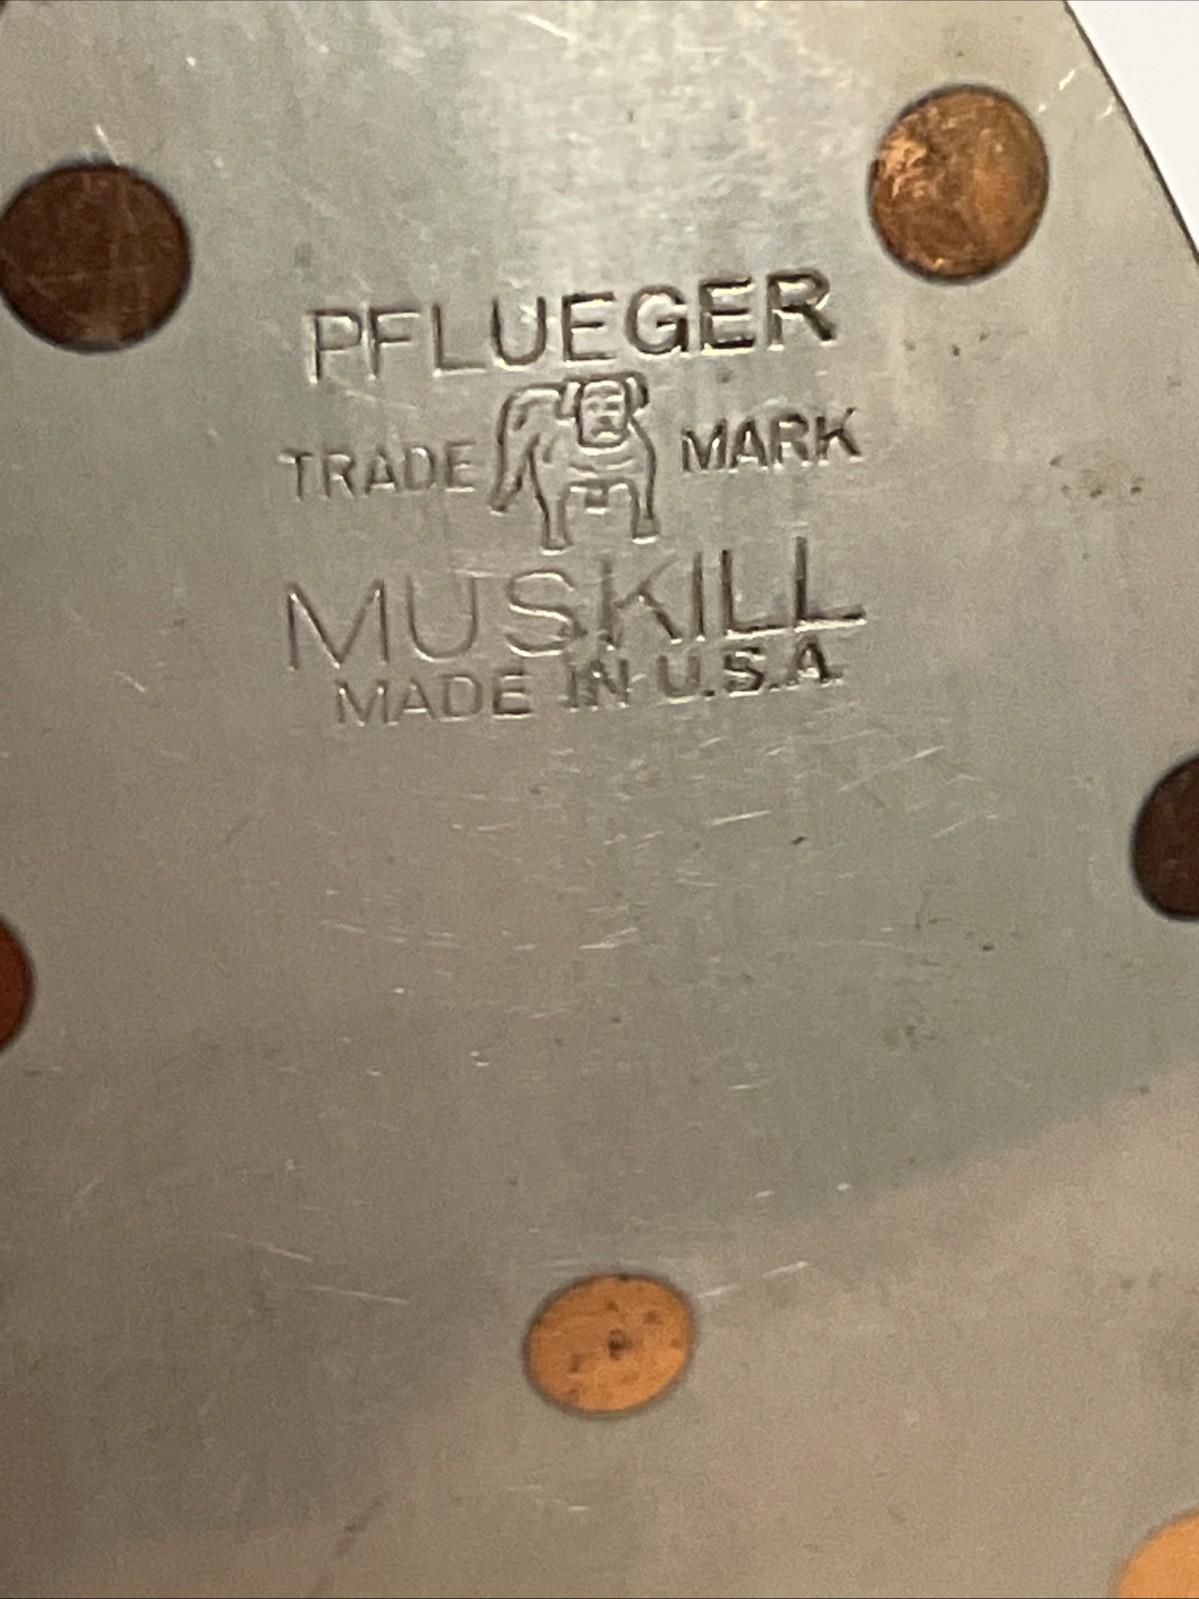 PFLUEGER
TRADE MARK
MUSKILL
MADE IN U.S.A.